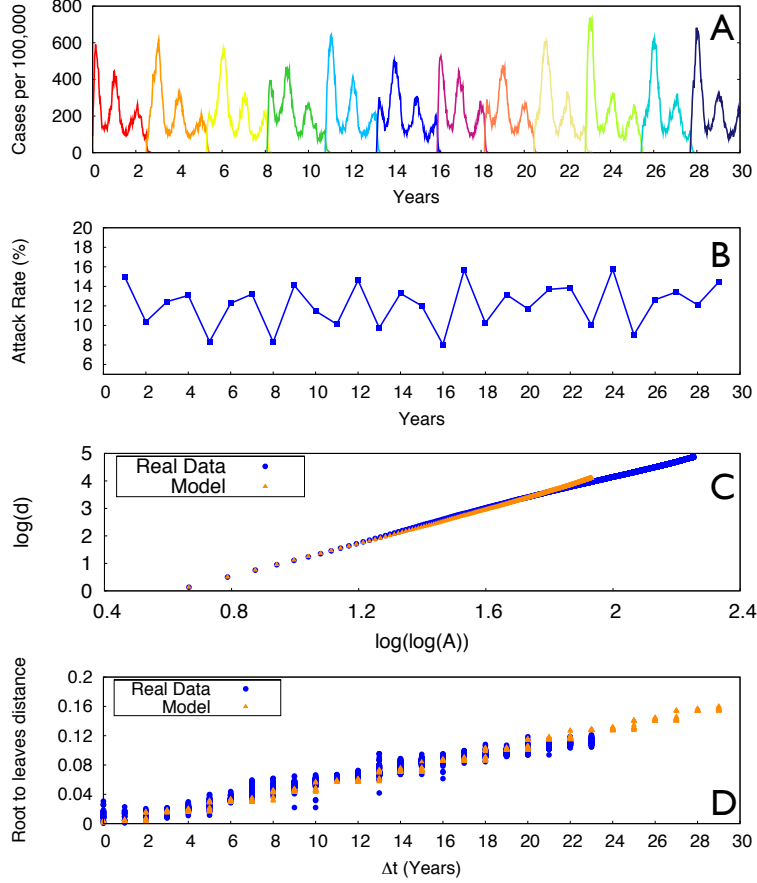 A
Cases per 100,000
800
600
400
200
0
0 2 4 6 8 10 12 14 16 18 20 22 24 26 28 30
Years
B
Attack Rate (%)
20
18
16
14
12
10
8
6
0 2 4 6 8 10 12 14 16 18 20 22 24 26 28 30
Years
C
Real Data
Model
log(d)
5
4
3
2
1
0
0.4 0.8 1.2 1.6 2 2.4
log(log(A))
D
Real Data
Model
Root to leaves distance
0.2
0.16
0.12
0.08
0.04
0
0 2 4 6 8 10 12 14 16 18 20 22 24 26 28 30
Δt (Years)